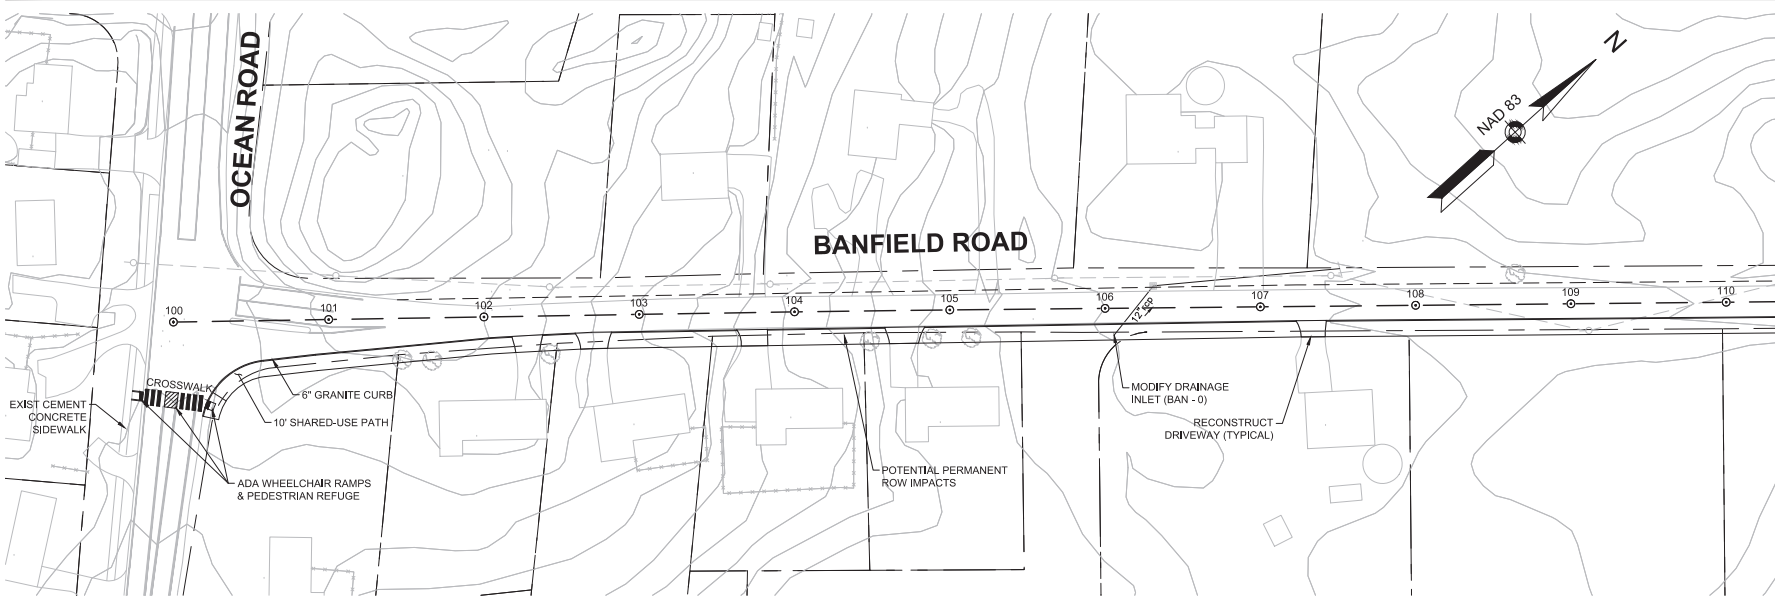 OCEAN ROAD
N
NAD 83
BANFIELD ROAD
100
101
102
103
104
105
106
107
108
109
110
12" RCP
CROSSWALK
6" GRANITE CURB
10' SHARED-USE PATH
EXIST CEMENT
CONCRETE
SIDEWALK
ADA WHEELCHAIR RAMPS
& PEDESTRIAN REFUGE
POTENTIAL PERMANENT
ROW IMPACTS
MODIFY DRAINAGE
INLET (BAN - 0)
RECONSTRUCT
DRIVEWAY (TYPICAL)